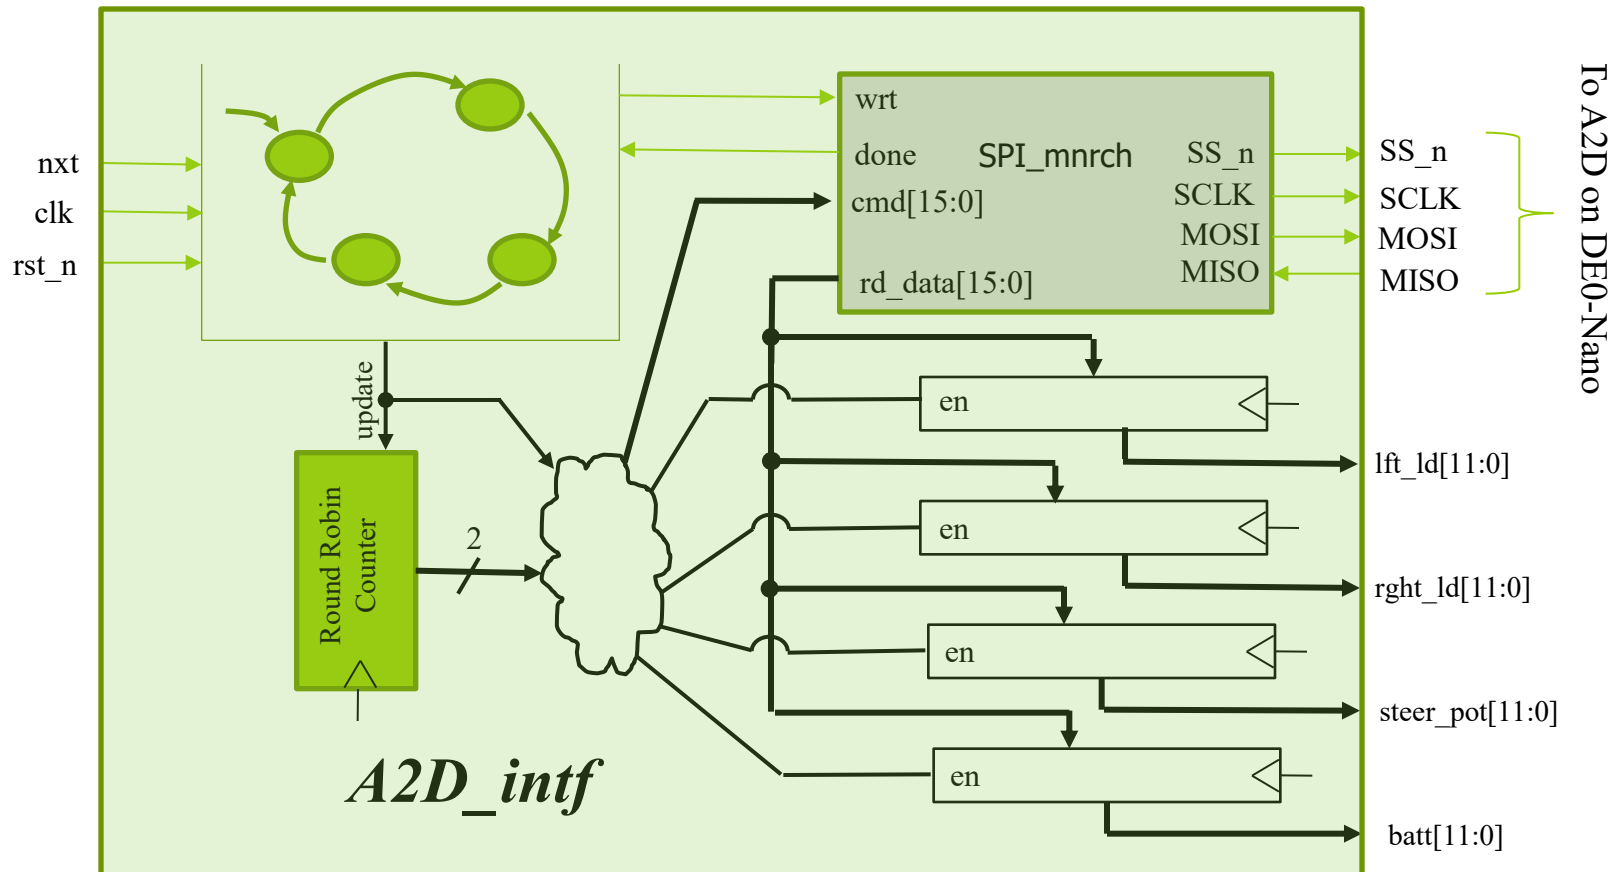 nxt
clk
rst_n
wrt
done
cmd[15:0]
rd_data[15:0]
SPI_mnrch
SS_n
SCLK
MOSI
MISO
SS_n
SCLK
MOSI
MISO
To A2D on DE0-Nano
update
Round Robin
Counter
2
en
lft_ld[11:0]
en
rght_ld[11:0]
en
steer_pot[11:0]
en
batt[11:0]
A2D_intf